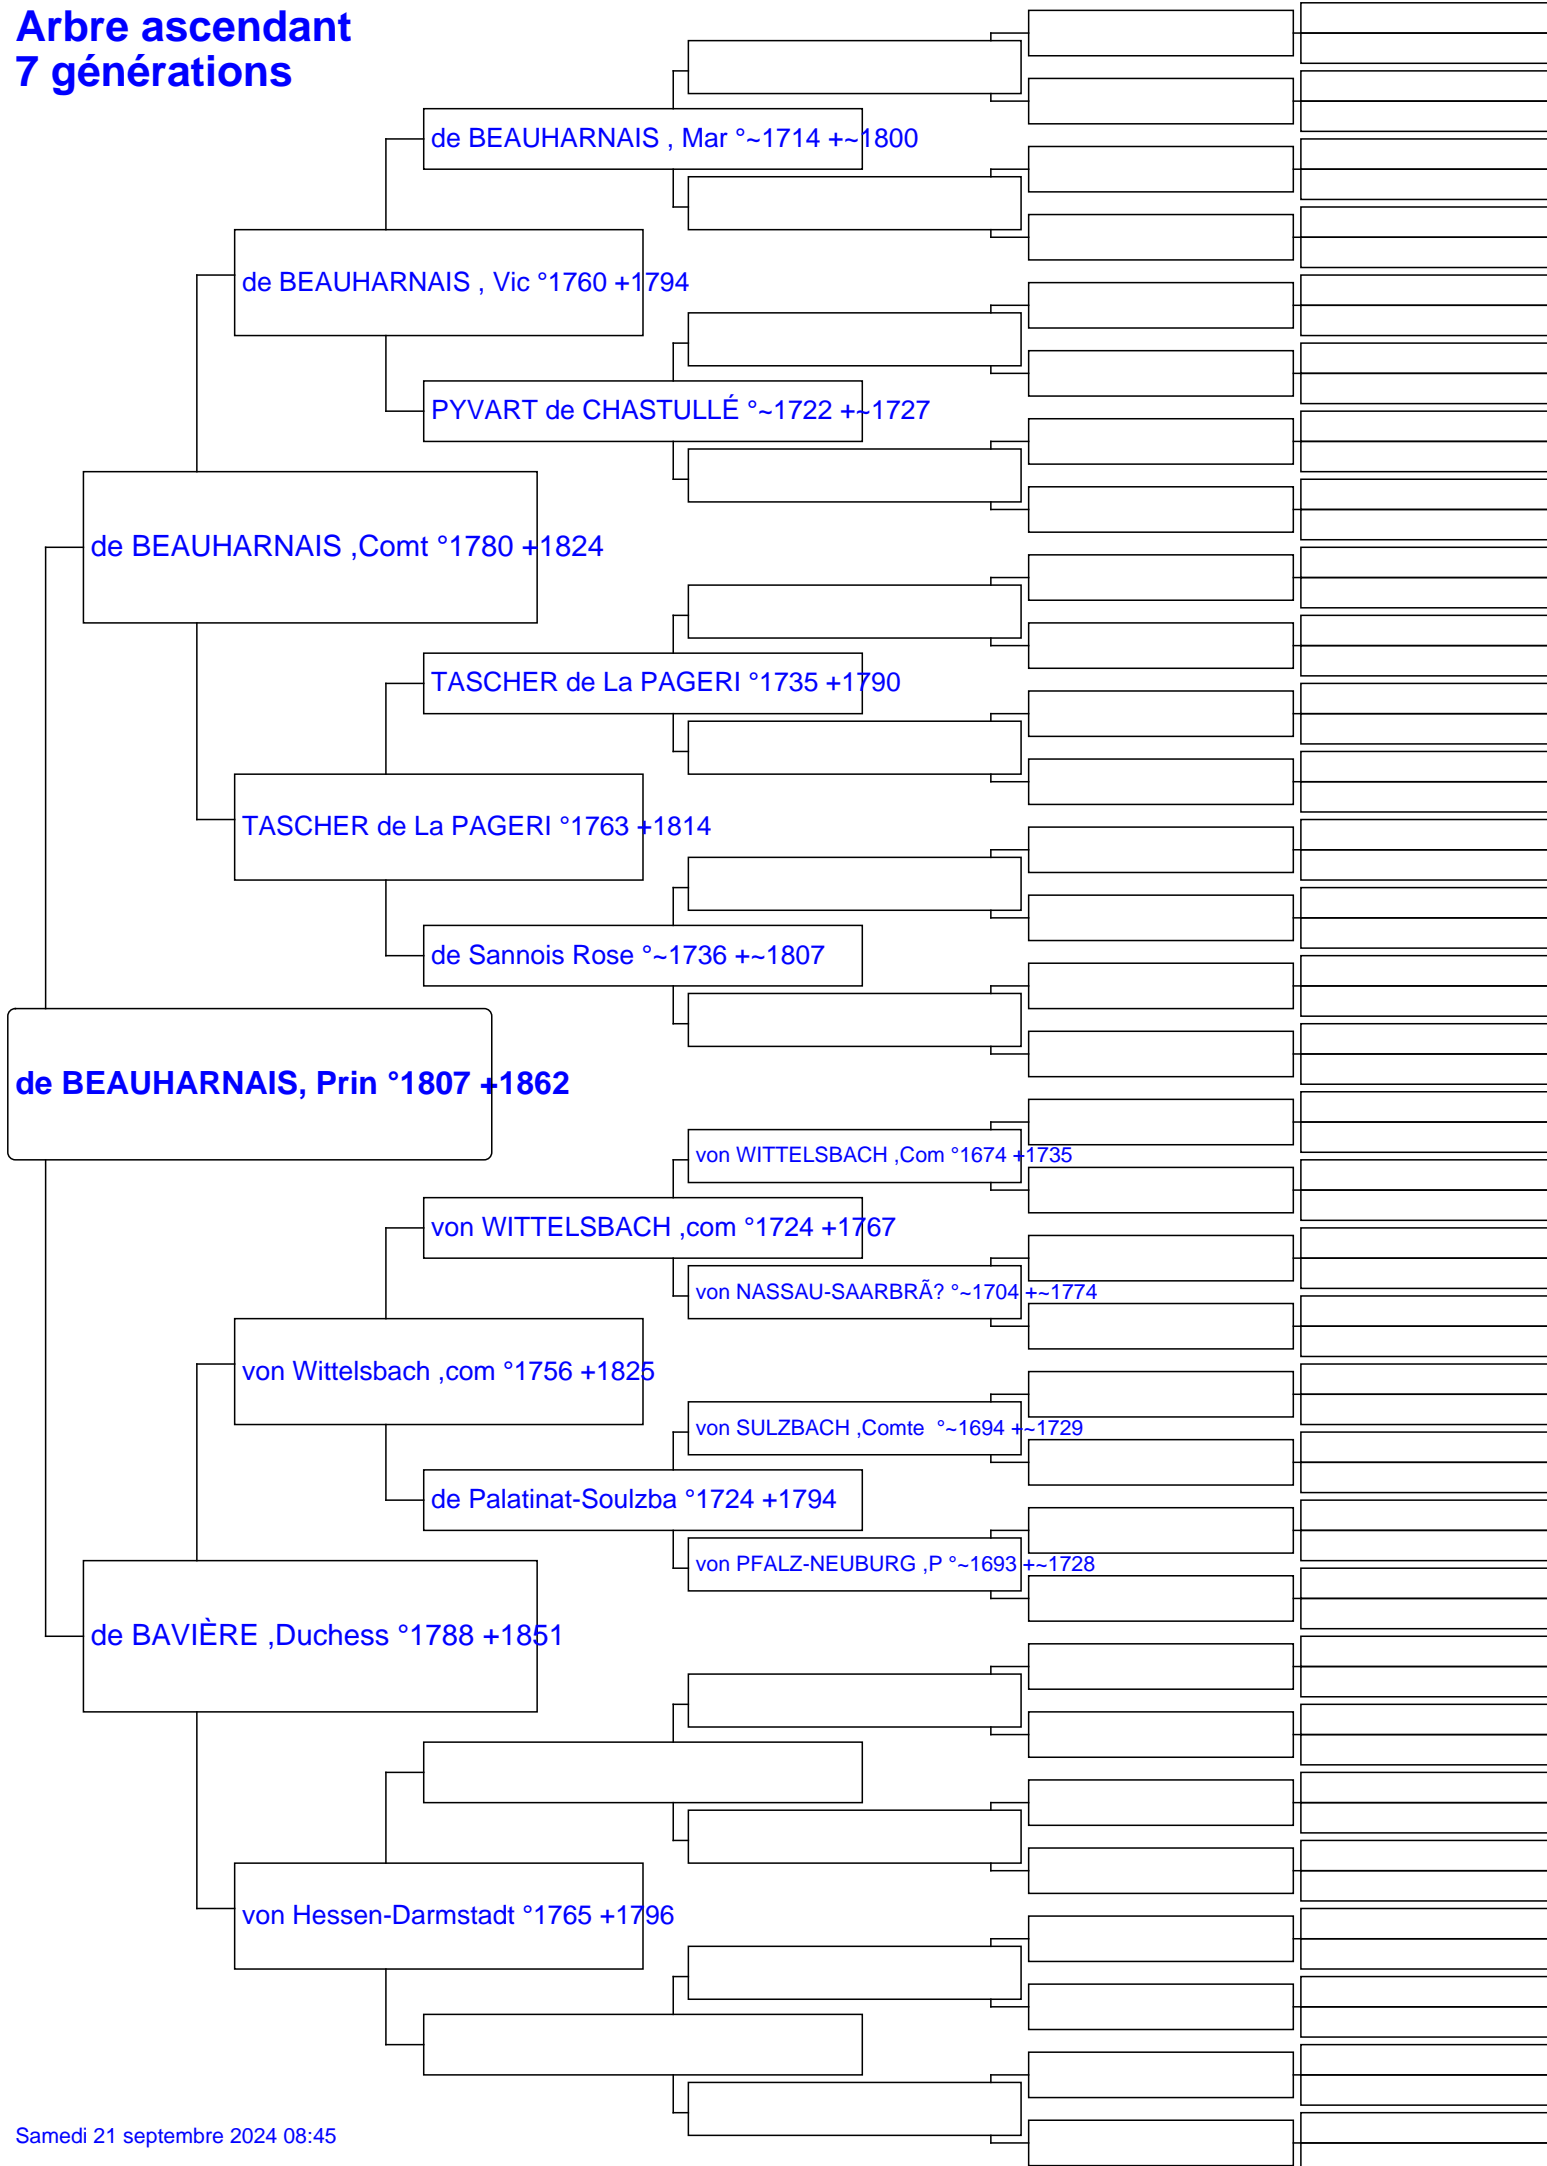 Arbre ascendant
7 générations
de BEAUHARNAIS , Mar °~1714 +~1800
de BEAUHARNAIS , Vic °1760 +1794
PYVART de CHASTULLÉ °~1722 +~1727
de BEAUHARNAIS ,Comt °1780 +1824
TASCHER de La PAGERI °1735 +1790
TASCHER de La PAGERI °1763 +1814
de Sannois Rose °~1736 +~1807
de BEAUHARNAIS, Prin °1807 +1862
von WITTELSBACH ,Com °1674 +1735
von WITTELSBACH ,com °1724 +1767
von NASSAU-SAARBRÃ? °~1704 +~1774
von Wittelsbach ,com °1756 +1825
von SULZBACH ,Comte °~1694 +~1729
de Palatinat-Soulzba °1724 +1794
von PFALZ-NEUBURG ,P °~1693 +~1728
de BAVIÈRE ,Duchess °1788 +1851
von Hessen-Darmstadt °1765 +1796
Samedi 21 septembre 2024 08:45